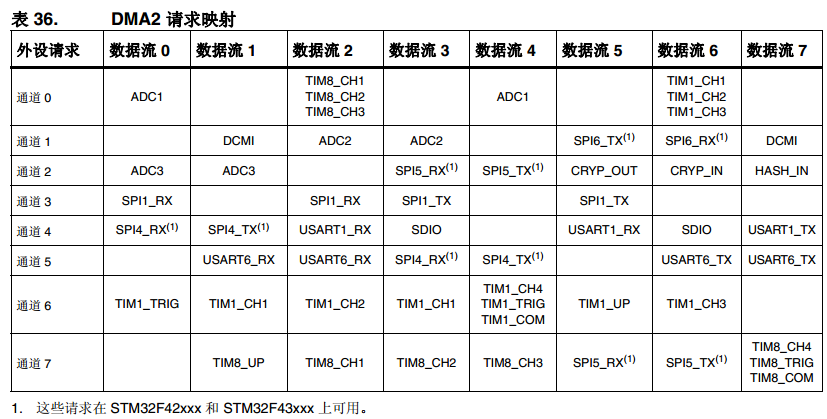 表 36. DMA2 请求映射
外设请求 数据流 0 数据流 1 数据流 2 数据流 3 数据流 4 数据流 5 数据流 6 数据流 7
通道 0 ADC1 TIM8_CH1 TIM8_CH2 TIM8_CH3 ADC1 TIM1_CH1 TIM1_CH2 TIM1_CH3
通道 1 DCMI ADC2 ADC2 SPI6_TX(1) SPI6_RX(1) DCMI
通道 2 ADC3 ADC3 SPI5_RX(1) SPI5_TX(1) CRYP_OUT CRYP_IN HASH_IN
通道 3 SPI1_RX SPI1_RX SPI1_TX SPI1_TX
通道 4 SPI4_RX(1) SPI4_TX(1) USART1_RX SDIO USART1_RX SDIO USART1_TX
通道 5 USART6_RX USART6_RX SPI4_RX(1) SPI4_TX(1) USART6_TX USART6_TX
通道 6 TIM1_TRIG TIM1_CH1 TIM1_CH2 TIM1_CH1 TIM1_CH4 TIM1_TRIG TIM1_COM TIM1_UP TIM1_CH3
通道 7 TIM8_UP TIM8_CH1 TIM8_CH2 TIM8_CH3 SPI5_RX(1) SPI5_TX(1) TIM8_CH4 TIM8_TRIG TIM8_COM
1. 这些请求在 STM32F42xxx 和 STM32F43xxx 上可用。